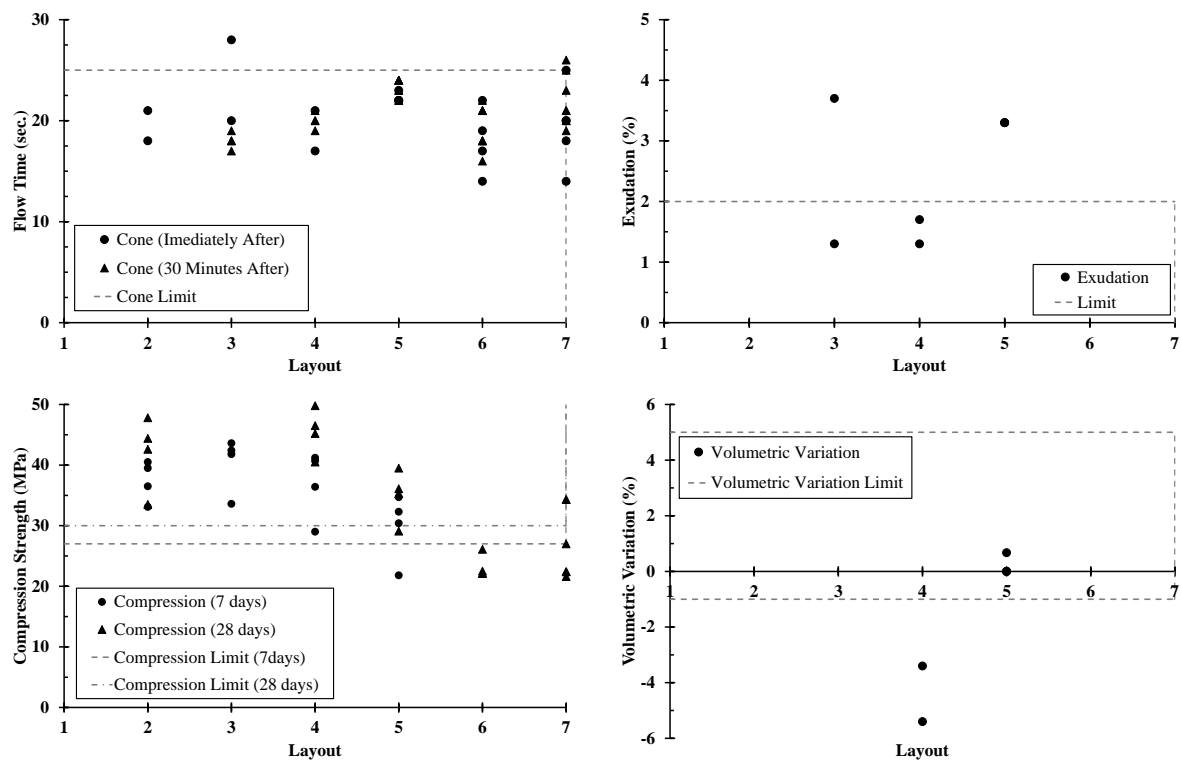 30
20
10
0
Flow Time (sec.)
Cone (Imediately After)
Cone (30 Minutes After)
Cone Limit
1 2 3 4 5 6 7
Layout
5
4
3
2
1
0
Exudation (%)
Exudation
Limit
1 2 3 4 5 6 7
Layout
50
40
30
20
10
0
Compression Strength (MPa)
Compression (7 days)
Compression (28 days)
Compression Limit (7days)
Compression Limit (28 days)
1 2 3 4 5 6 7
Layout
6
4
2
0
-2
-4
-6
Volumetric Variation (%)
Volumetric Variation
Volumetric Variation Limit
1 2 3 4 5 6 7
Layout